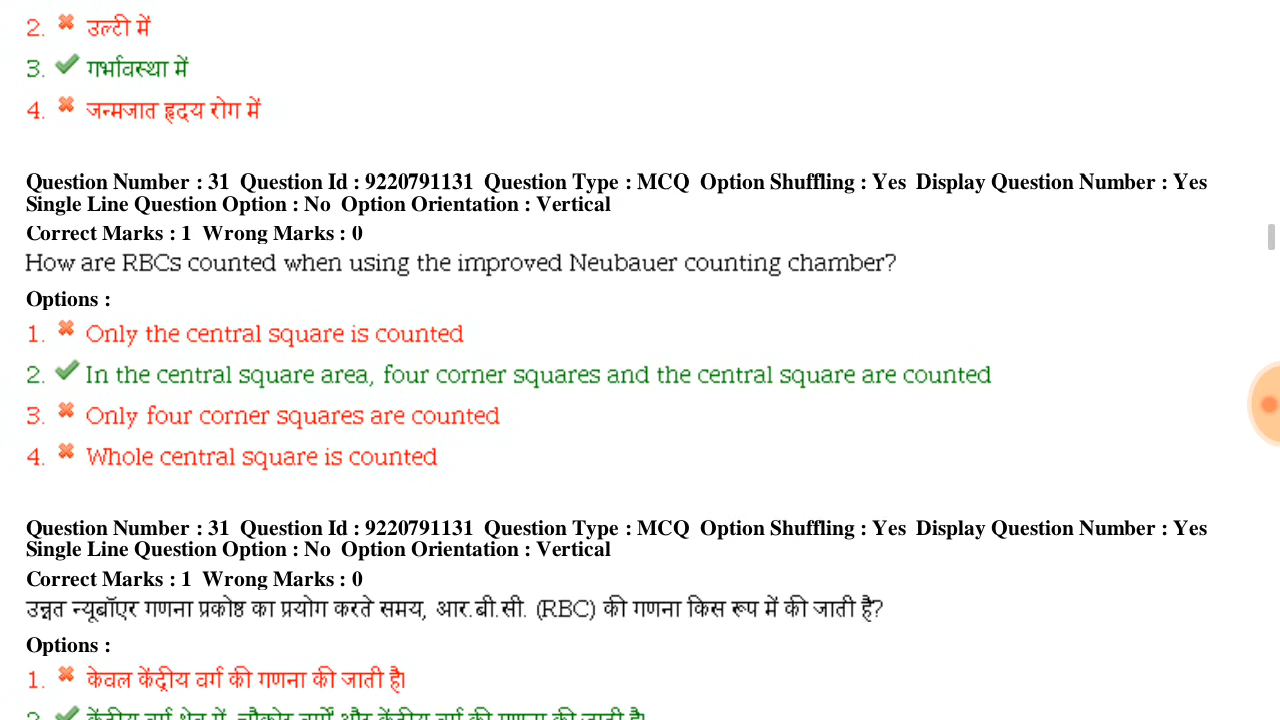 2. उल्टी में
3. गर्भावस्था में
4. जन्मजात हृदय रोग में
Question Number : 31 Question Id : 9220791131 Question Type : MCQ Option Shuffling : Yes Display Question Number : Yes
Single Line Question Option : No Option Orientation : Vertical
Correct Marks : 1 Wrong Marks : 0
How are RBCs counted when using the improved Neubauer counting chamber?
Options :
1. Only the central square is counted
2. In the central square area, four corner squares and the central square are counted
3. Only four corner squares are counted
4. Whole central square is counted
Question Number : 31 Question Id : 9220791131 Question Type : MCQ Option Shuffling : Yes Display Question Number : Yes
Single Line Question Option : No Option Orientation : Vertical
Correct Marks : 1 Wrong Marks : 0
उन्नत न्यूबॉएर गणना प्रकोष्ठ का प्रयोग करते समय, आर.बी.सी. (RBC) की गणना किस रूप में की जाती है?
Options :
1. केवल केंद्रीय वर्ग की गणना की जाती है।
2. केंद्रीय वर्ग क्षेत्र में, चौकोर वर्गों और केंद्रीय वर्ग की गणना की जाती है।